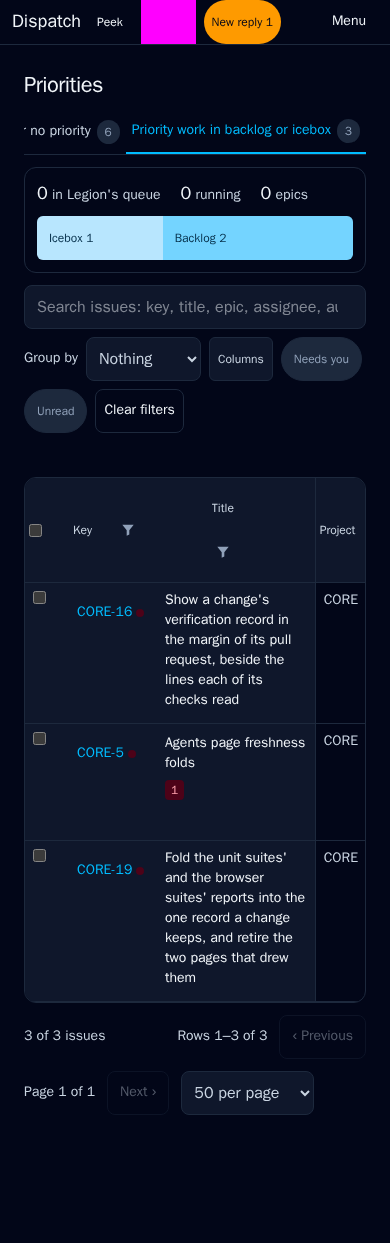 Dispatch Peek New reply 1 Menu
Priorities
no priority 6 Priority work in backlog or icebox 3
0 in Legion's queue 0 running 0 epics
Icebox 1 Backlog 2
Search issues: key, title, epic, assignee, au
Group by Nothing Columns Needs you
Unread Clear filters
Title
Key Project
CORE-16 Show a change's verification record in the margin of its pull request, beside the lines each of its checks read CORE
CORE-5 Agents page freshness folds CORE
1
CORE-19 Fold the unit suites' and the browser suites' reports into the one record a change keeps, and retire the two pages that drew them CORE
3 of 3 issues Rows 1–3 of 3 ‹ Previous
Page 1 of 1 Next › 50 per page